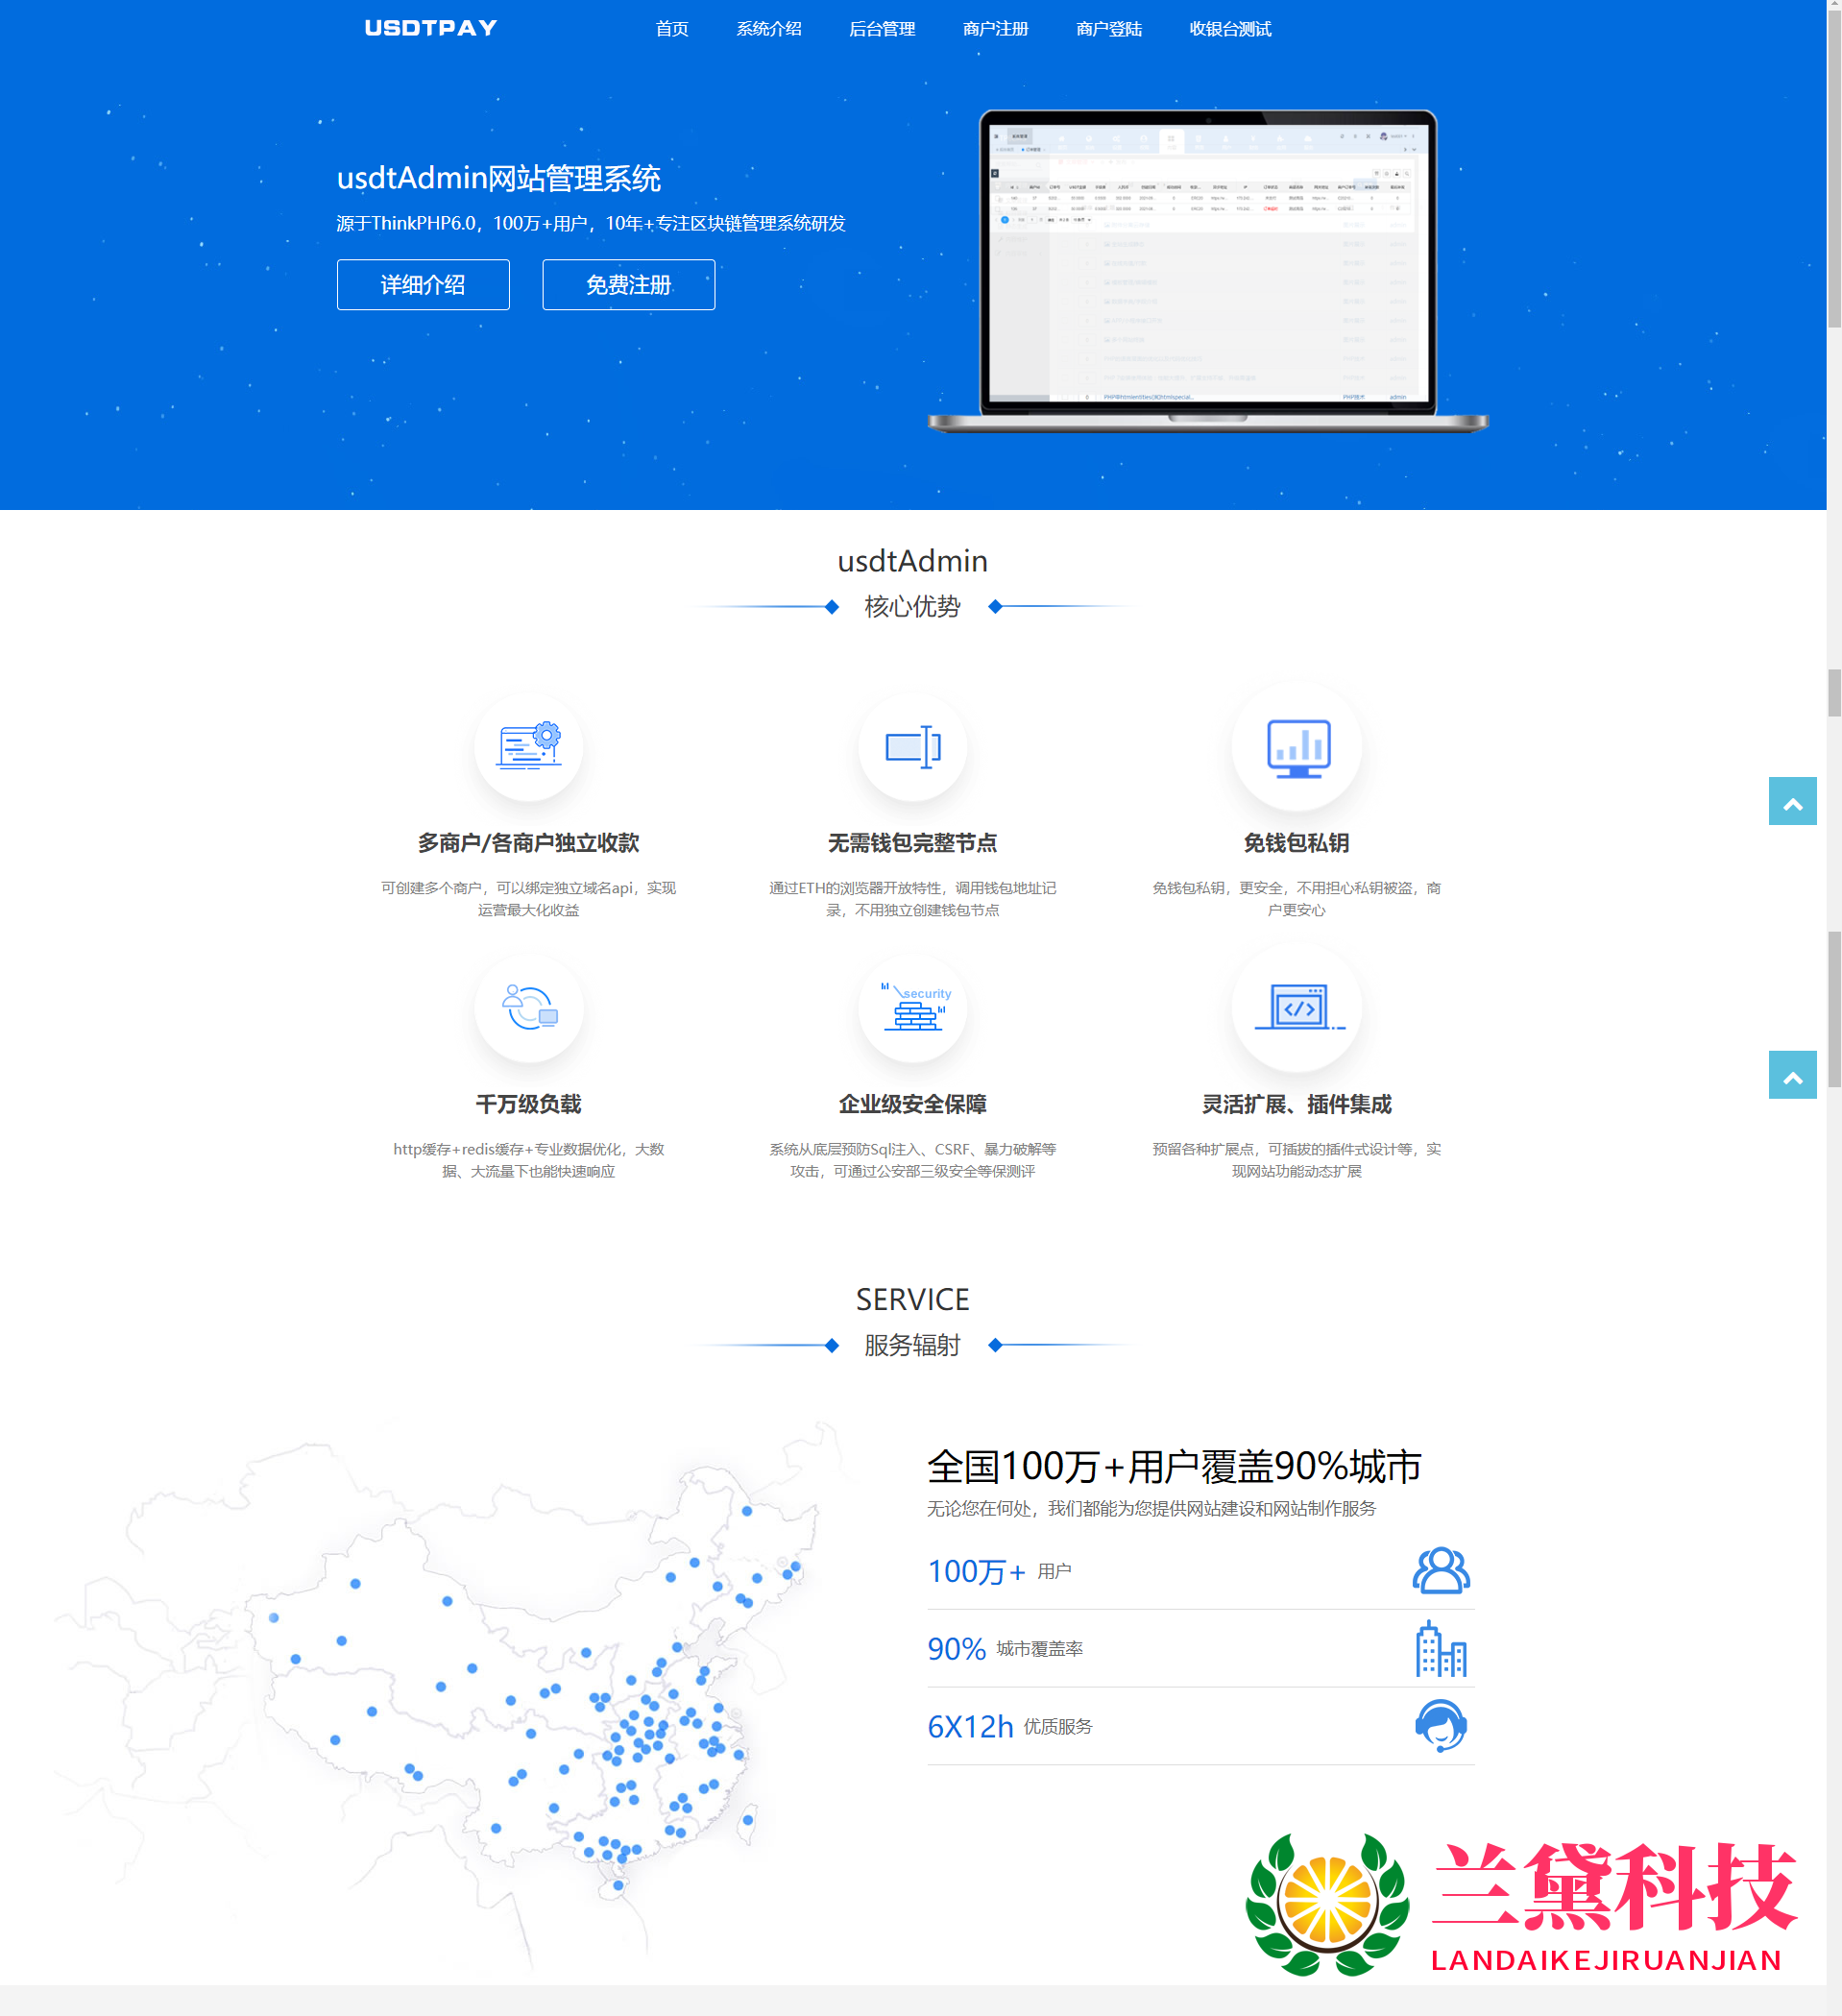 USDTPAY
首页 系统介绍 后台管理 商户注册 商户登陆 收银台测试
usdtAdmin网站管理系统
源于ThinkPHP6.0，100万+用户，10年+专注区块链管理系统研发
详细介绍 免费注册
usdtAdmin
核心优势
多商户/各商户独立收款
可创建多个商户，可以绑定独立域名api，实现
运营最大化收益
无需钱包完整节点
通过ETH的浏览器开放特性，调用钱包地址记
录，不用独立创建钱包节点
免钱包私钥
免钱包私钥，更安全，不用担心私钥被盗，商
户更安心
security
千万级负载
http缓存+redis缓存+专业数据优化，大数
据、大流量下也能快速响应
企业级安全保障
系统从底层预防Sql注入、CSRF、暴力破解等
攻击，可通过公安部三级安全等保测评
灵活扩展、插件集成
预留各种扩展点，可插拔的插件式设计等，实
现网站功能动态扩展
SERVICE
服务辐射
全国100万+用户覆盖90%城市
无论您在何处，我们都能为您提供网站建设和网站制作服务
100万+ 用户
90% 城市覆盖率
6X12h 优质服务
兰黛科技
LANDAIKEJIRUANJIAN